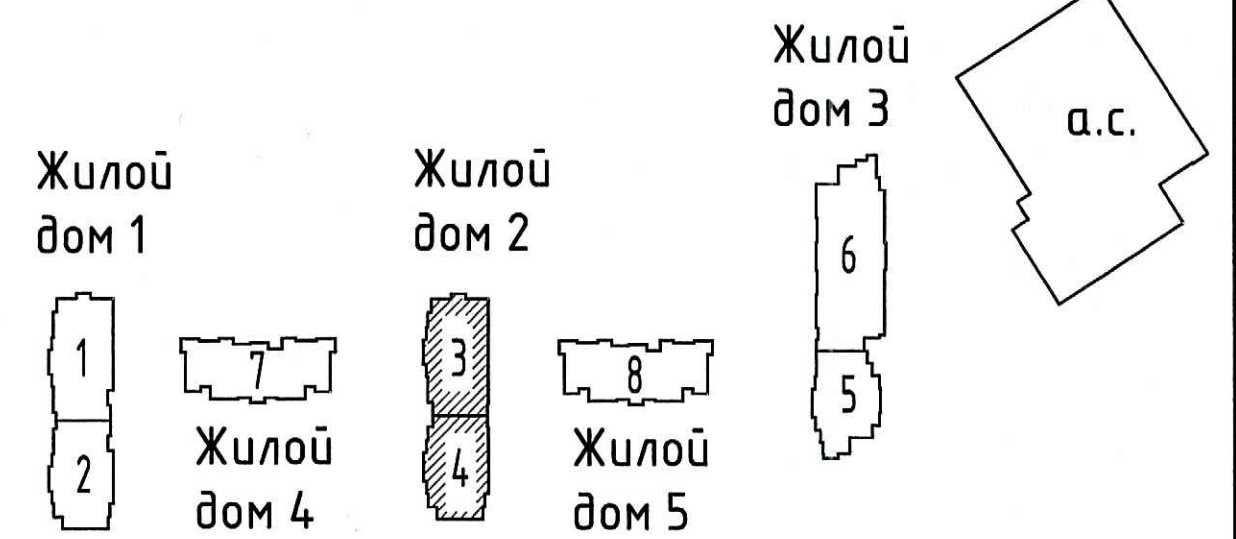 Жилой
дом 3
а.с.
Жилой
дом 1
Жилой
дом 2
6
1
7
3
8
5
2
Жилой
дом 4
4
Жилой
дом 5